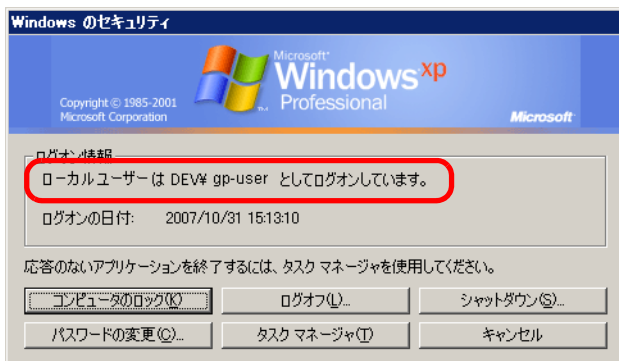 Windows のセキュリティ
Microsoft®
Windows xp
Professional
Copyright © 1985-2001
Microsoft Corporation
Microsoft
ログオン情報
ローカル ユーザー は DEV¥ gp-user としてログオンしています。
ログオンの日付: 2007/10/31 15:13:10
応答のないアプリケーションを終了するには、タスク マネージャを使用してください。
コンピュータのロック(K)
ログオフ(L)...
シャットダウン(S)...
パスワードの変更(C)...
タスク マネージャ(T)
キャンセル